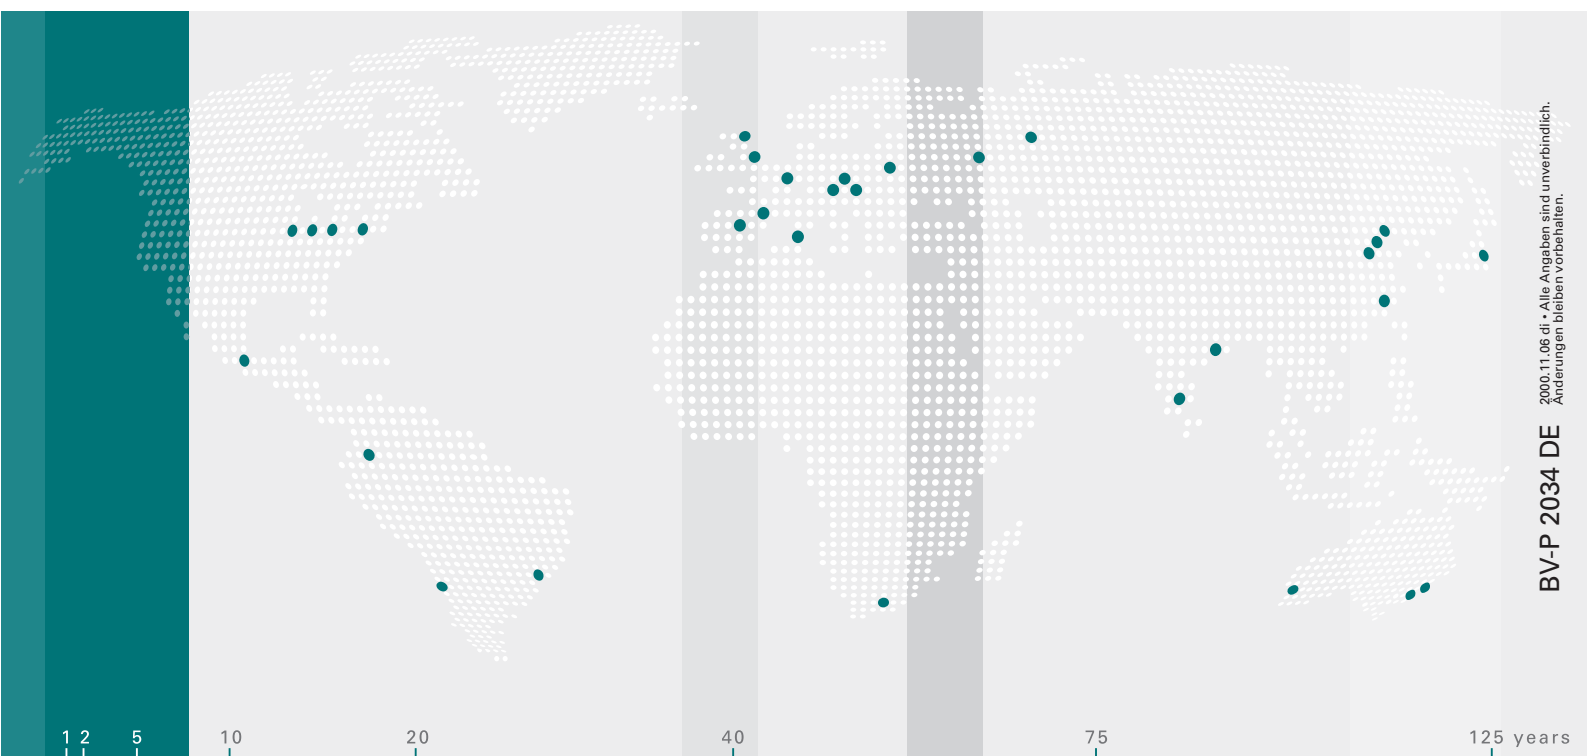 2000.11.06 di • Alle Angaben sind unverbindlich.
Änderungen bleiben vorbehalten.
BV-P 2034 DE
1 2 5 10 20 40 75 125 years